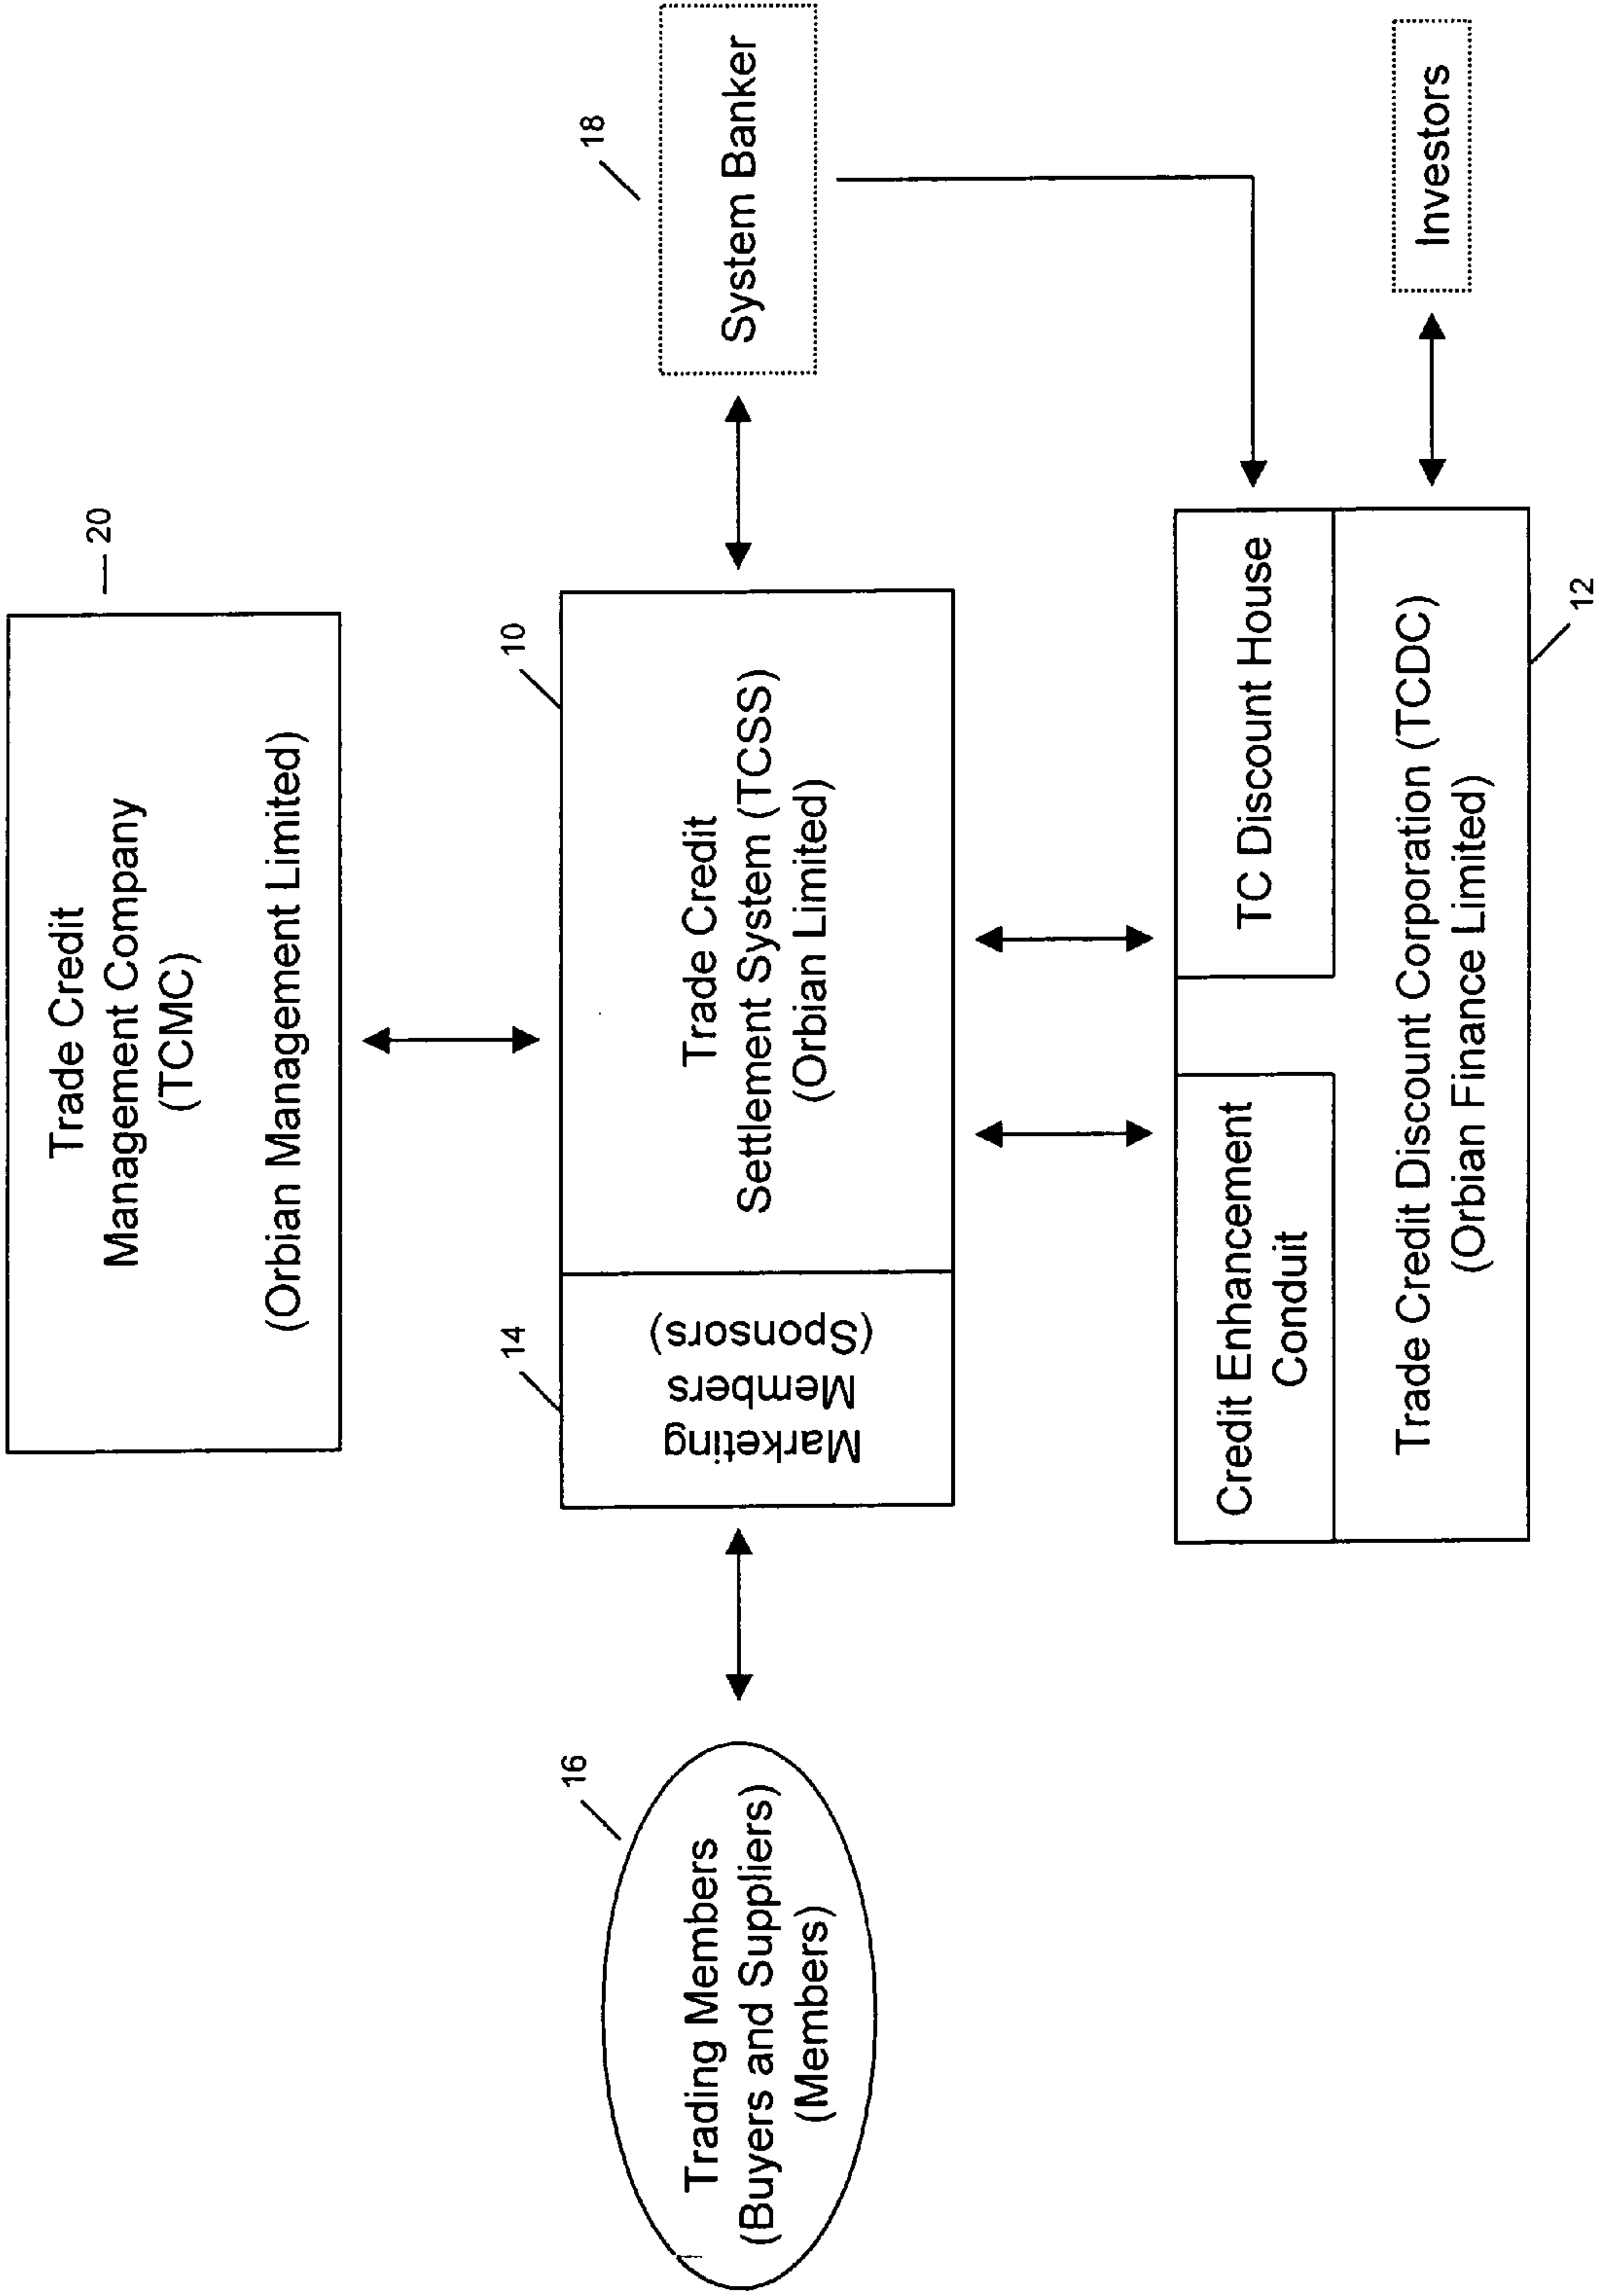 Trade Credit
Management Company
(TCMC)
(Orbian Management Limited)
20
10
14
Marketing
Members
(Sponsors)
Trade Credit
Settlement System (TCSS)
(Orbian Limited)
16
Trading Members
(Buyers and Suppliers)
(Members)
18
System Banker
Credit Enhancement
Conduit
TC Discount House
Trade Credit Discount Corporation (TCDC)
(Orbian Finance Limited)
12
Investors